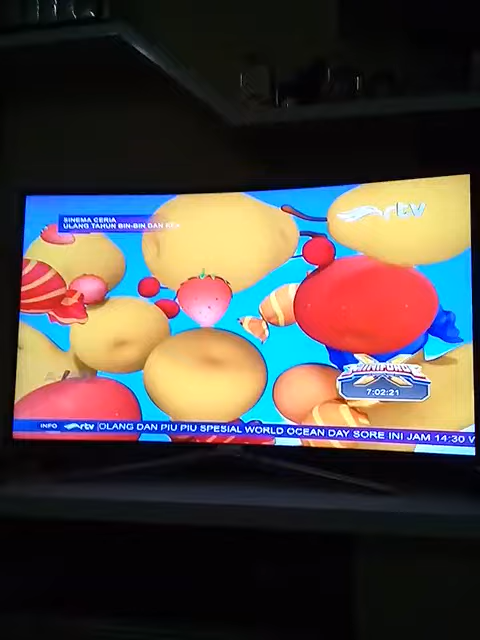 SINEMA CERIA
ULANG TAHUN BIN-BIN DAN
rtv
MINIFORCE
X
7:02:21
INFO rtv OLANG DAN PIU PIU SPESIAL WORLD OCEAN DAY SORE INI JAM 14:30 W